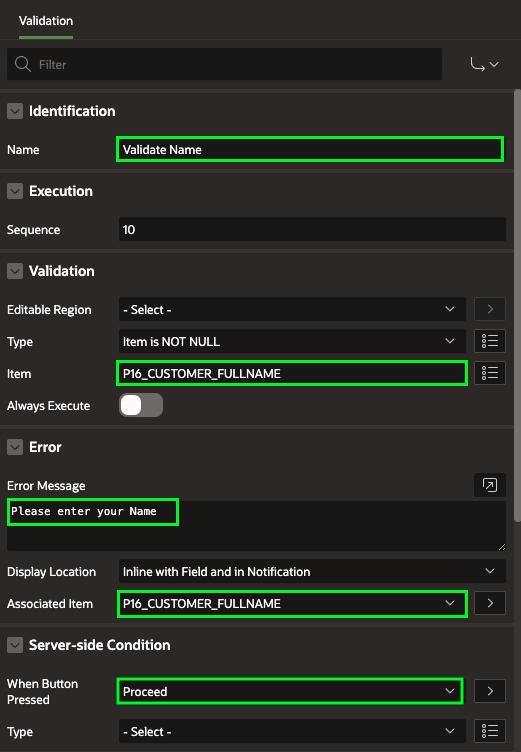 Validation
Filter
Identification
Name Validate Name
Execution
Sequence 10
Validation
Editable Region - Select -
Type Item is NOT NULL
Item P16_CUSTOMER_FULLNAME
Always Execute
Error
Error Message
Please enter your Name
Display Location Inline with Field and in Notification
Associated Item P16_CUSTOMER_FULLNAME
Server-side Condition
When Button
Pressed Proceed
Type - Select -